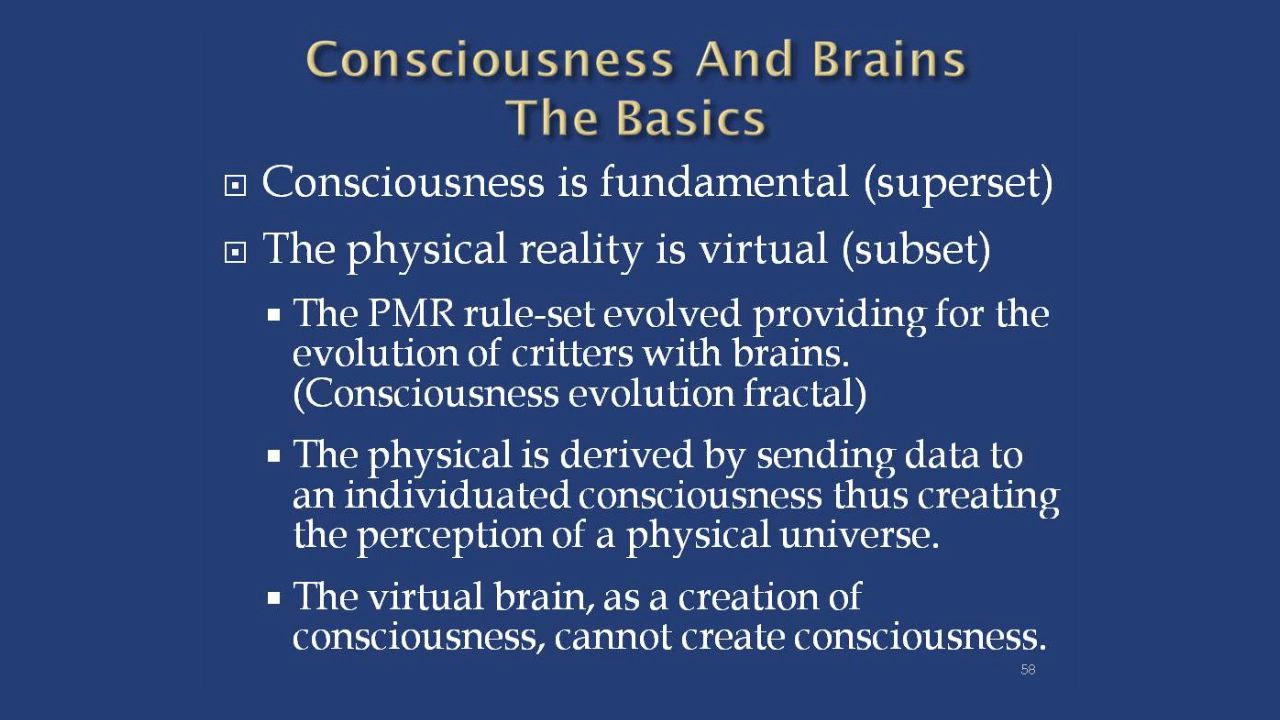 Consciousness And Brains
The Basics
Consciousness is fundamental (superset)
The physical reality is virtual (subset)
The PMR rule-set evolved providing for the
evolution of critters with brains.
(Consciousness evolution fractal)
The physical is derived by sending data to
an individuated consciousness thus creating
the perception of a physical universe.
The virtual brain, as a creation of
consciousness, cannot create consciousness.
58